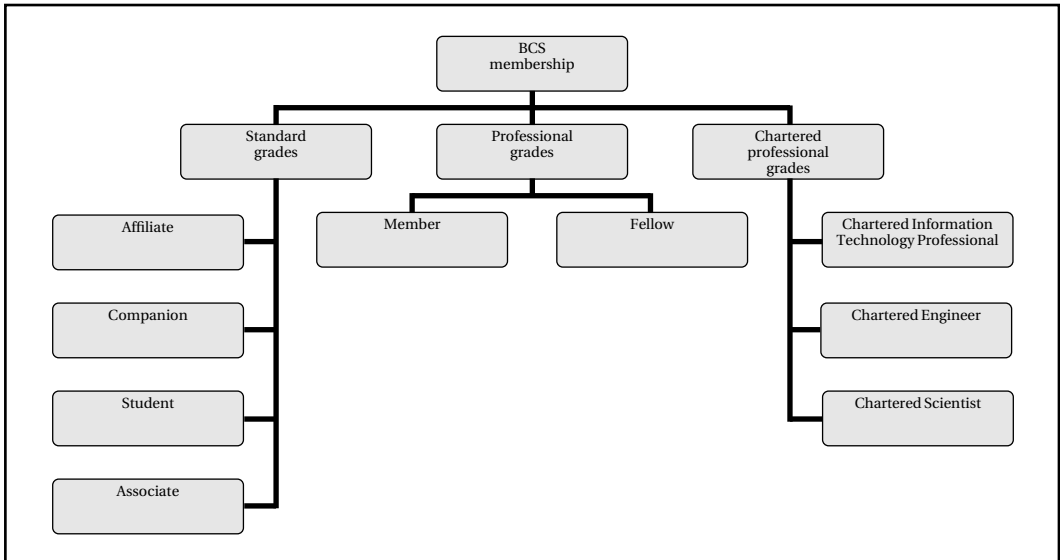 BCS
membership
Standard
grades
Professional
grades
Chartered
professional
grades
Affiliate
Member
Fellow
Chartered Information
Technology Professional
Companion
Chartered Engineer
Student
Chartered Scientist
Associate